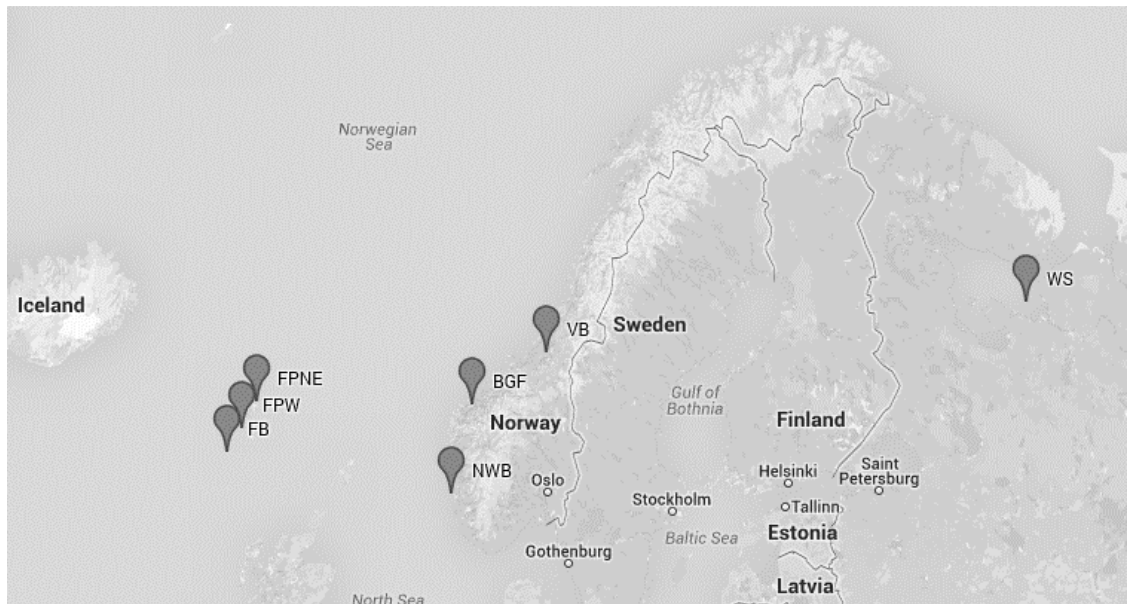 Norwegian
Sea
WS
Iceland
VB
Sweden
FPNE
BGF
FPW
Gulf of
Bothnia
FB
Norway
Finland
NWB
Oslo
Helsinki
Saint
Petersburg
Stockholm
Tallinn
Baltic Sea
Estonia
Gothenburg
Latvia
North Sea